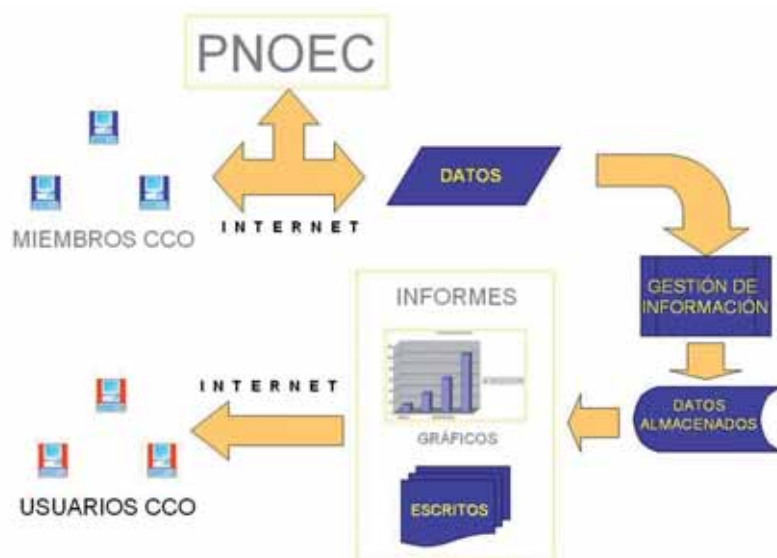 PNOEC
DATOS
INTERNET
MIEMBROS CCO
GESTIÓN DE
INFORMACIÓN
INFORMES
INTERNET
DATOS
ALMACENADOS
GRÁFICOS
ESCRITOS
USUARIOS CCO